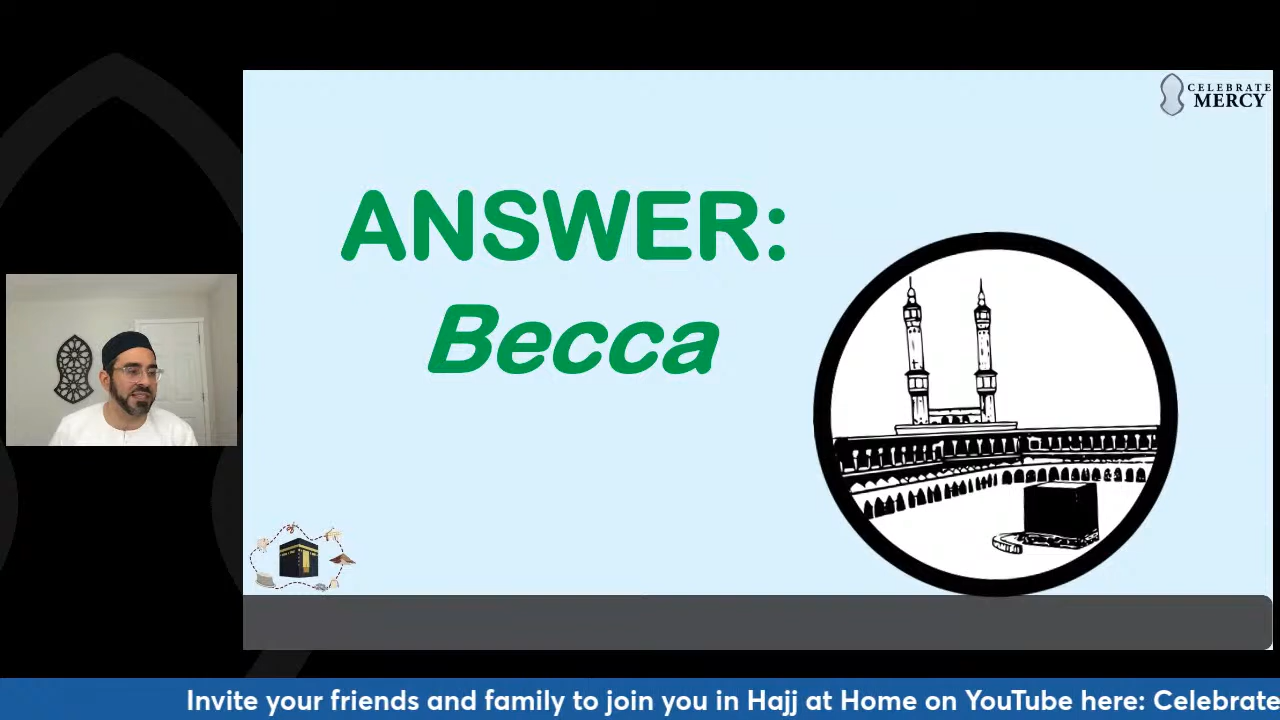 CELEBRATE
MERCY
ANSWER:
Becca
Invite your friends and family to join you in Hajj at Home on YouTube here: Celebrate